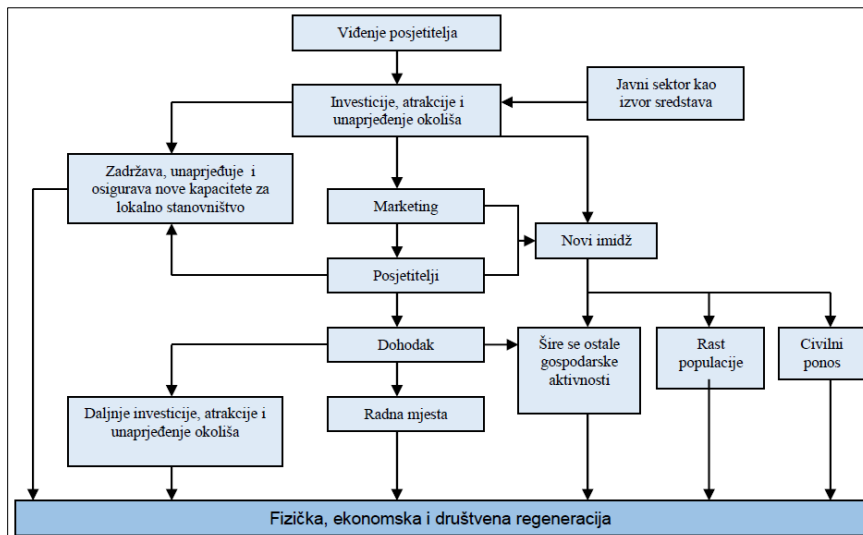 Viđenje posjetitelja
Investicije, atrakcije i
unaprjeđenje okoliša
Javni sektor kao
izvor sredstava
Zadržava, unaprjeđuje i
osigurava nove kapacitete za
lokalno stanovništvo
Marketing
Novi imidž
Posjetitelji
Dohodak
Šire se ostale
gospodarske
aktivnosti
Rast
populacije
Civilni
ponos
Daljnje investicije, atrakcije i
unaprjeđenje okoliša
Radna mjesta
Fizička, ekonomska i društvena regeneracija